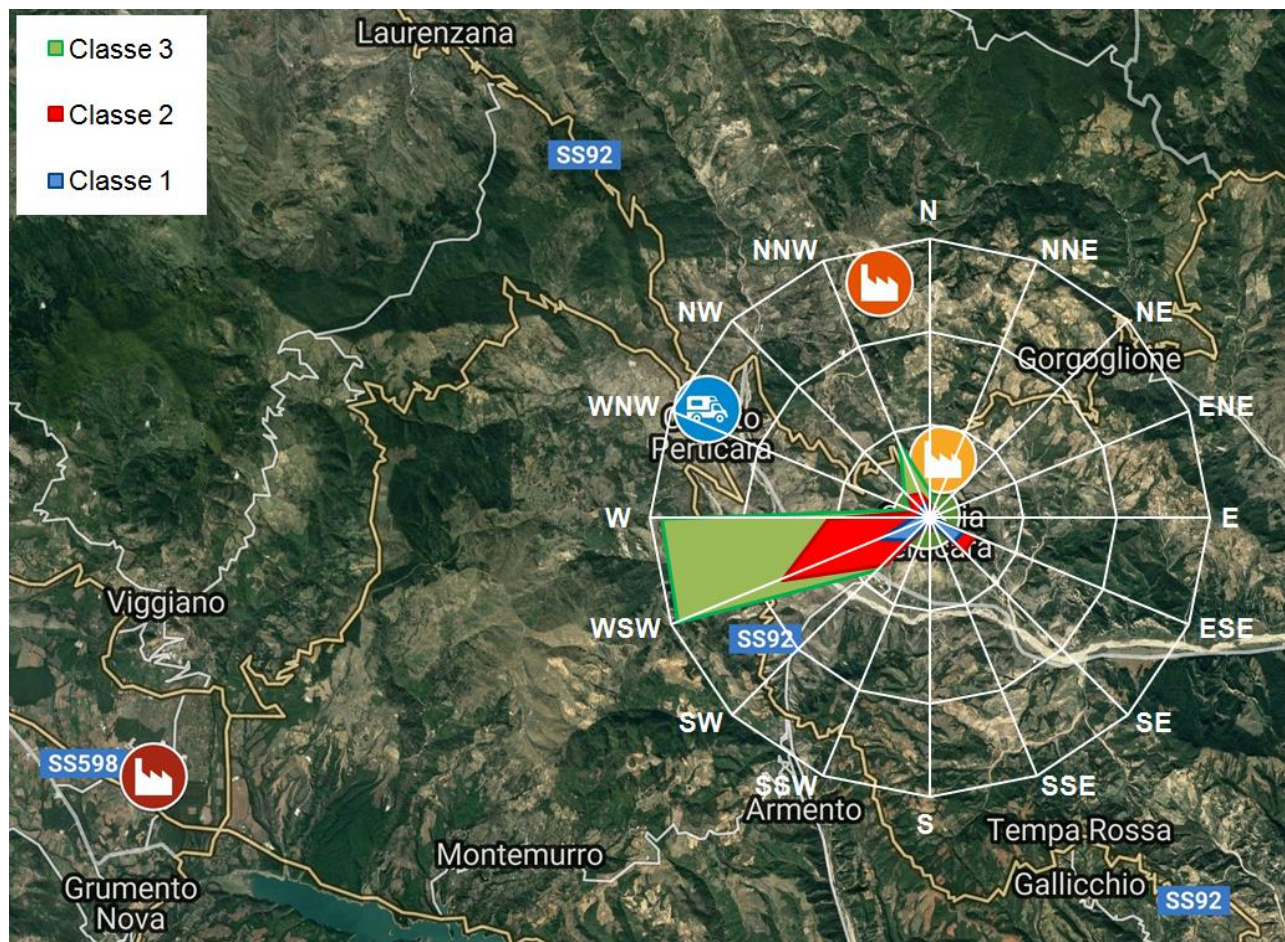 Laurenzana
Classe 3
Classe 2
Classe 1
SS92
N
NNW
NNE
NW
NE
Gorgoglione
WNW
ENE
Perticara
W
E
Viggiano
WSW
ESE
SS92
SW
SE
SS598
SSW
SSE
Armento
S
Tempa Rossa
Montemurro
Gallicchio
SS92
Grumento
Nova